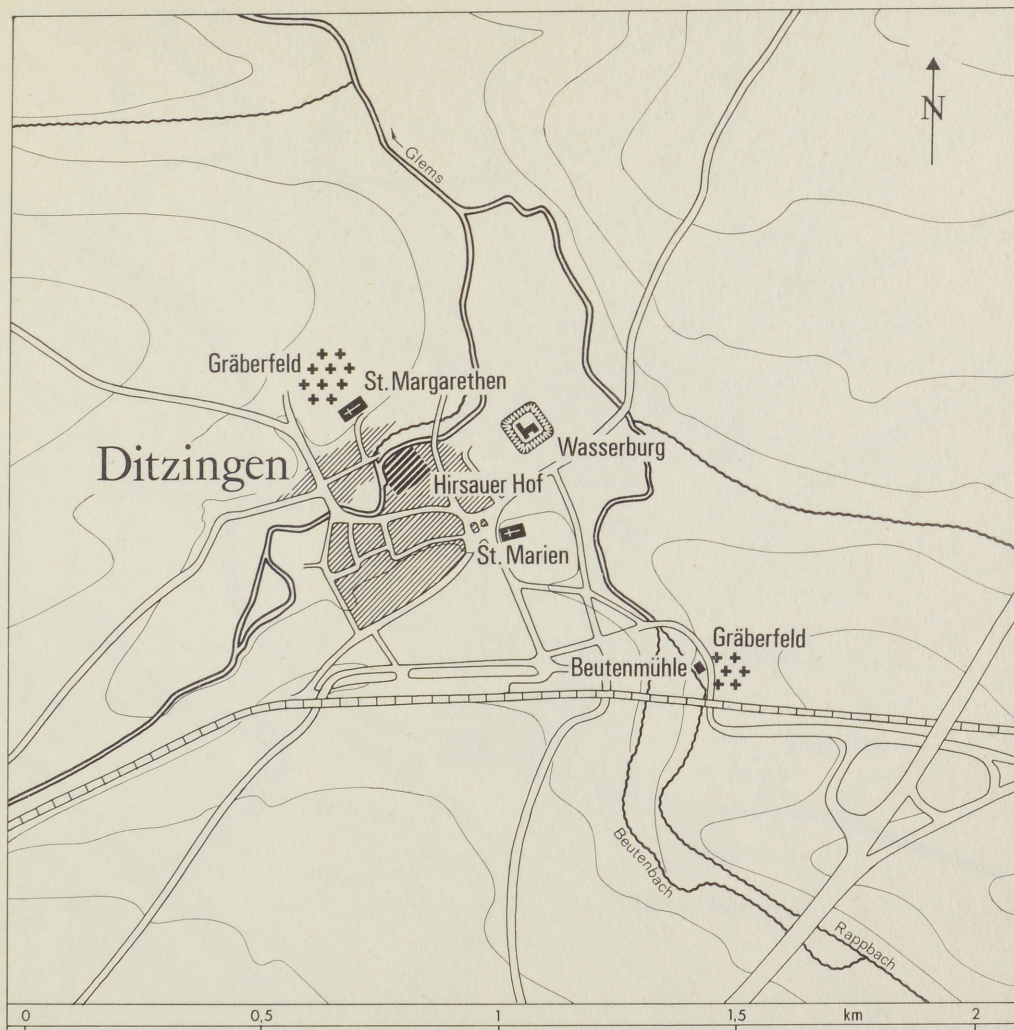 N
Glems
Gräberfeld
St. Margarethen
Ditzingen
Wasserburg
Hirsauer Hof
St. Marien
Gräberfeld
Beutenmühle
Beutenbach
Rappbach
0 0,5 1 1,5 km 2